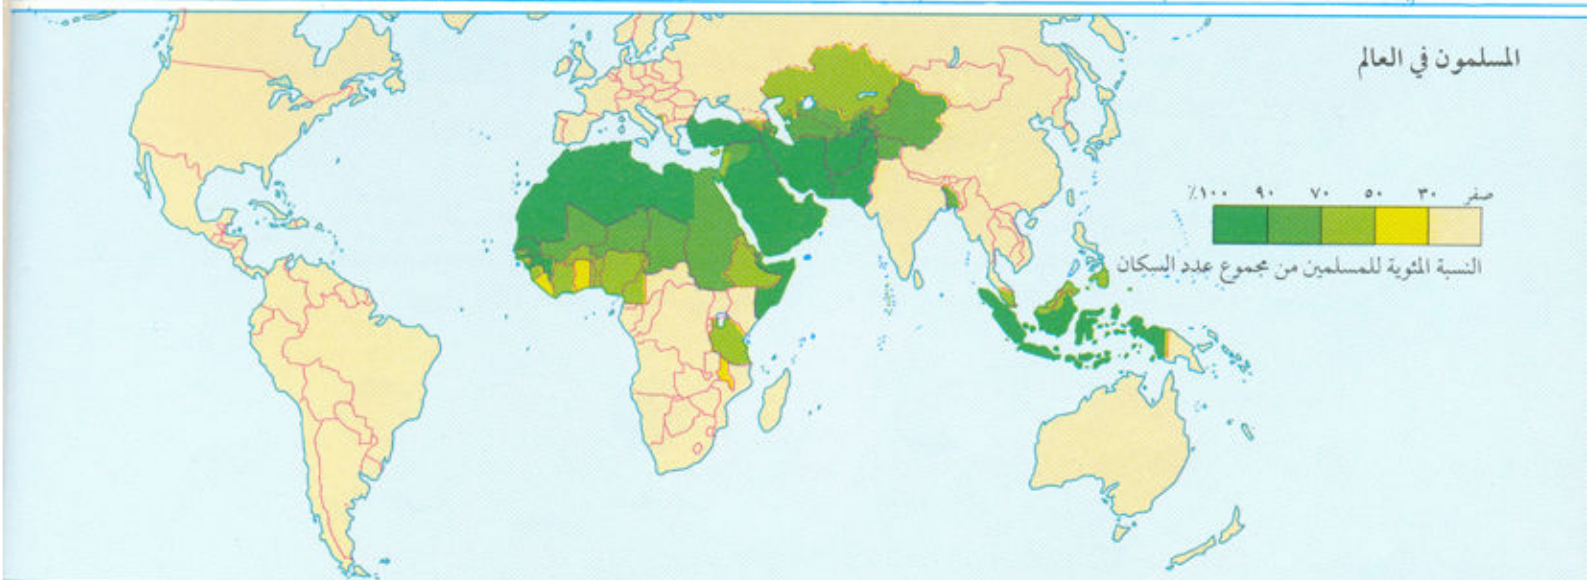 المسلمون في العالم
صفر ٣٠ ٥٠ ٧٠ ٩٠ ١٠٠٪
النسبة المئوية للمسلمين من مجموع عدد السكان